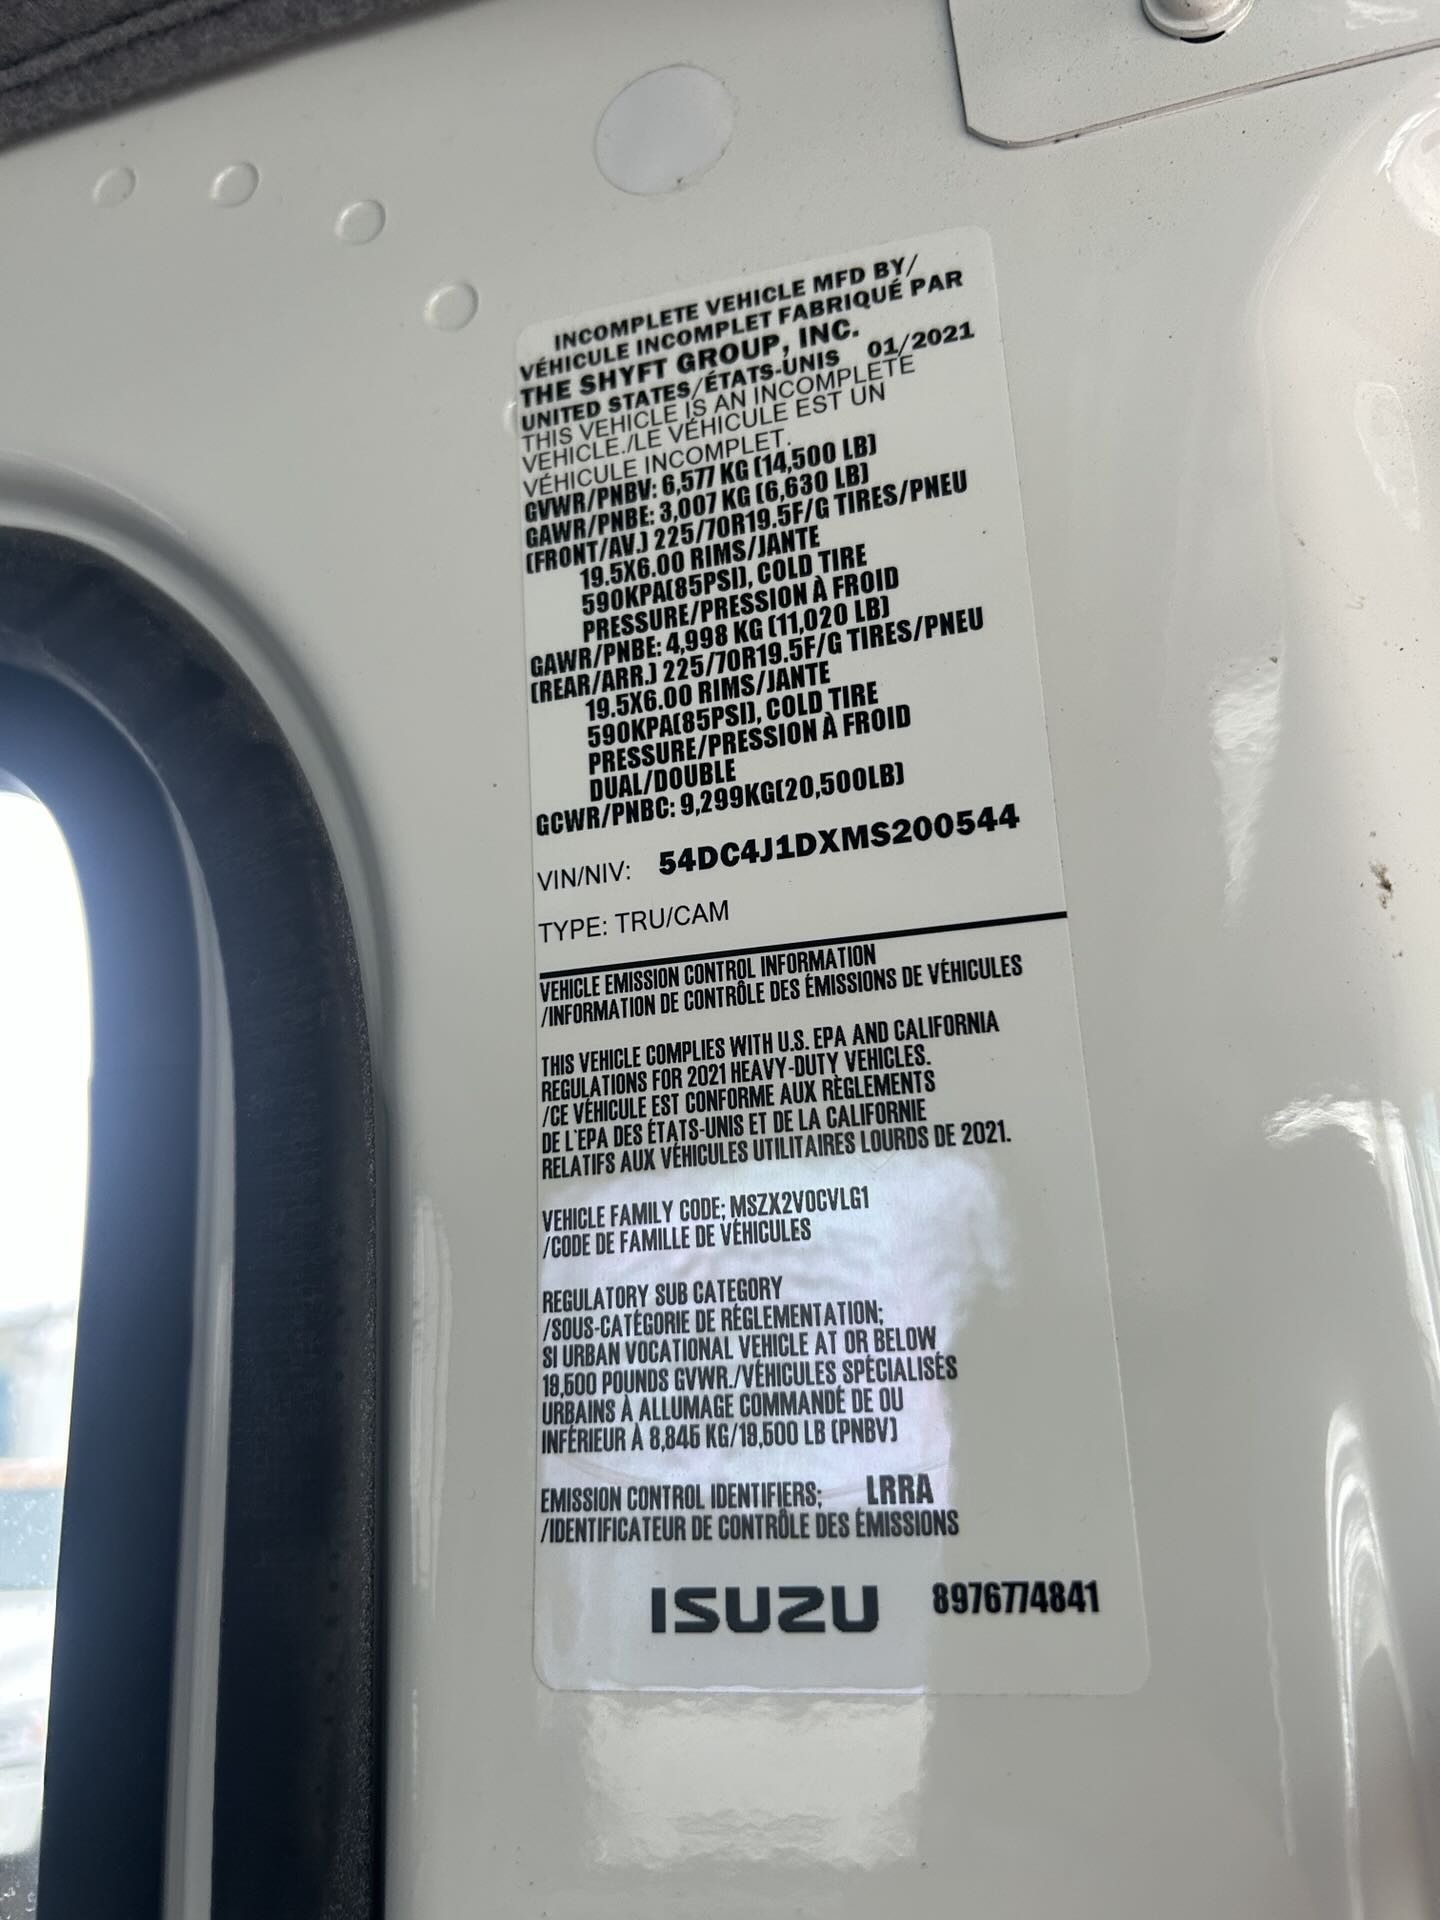 INCOMPLETE VEHICLE MFD BY/
VÉHICULE INCOMPLET FABRIQUÉ PAR
THE SHYFT GROUP, INC.
UNITED STATES/ÉTATS-UNIS 01/2021
THIS VEHICLE IS AN INCOMPLETE
VEHICLE./LE VÉHICULE EST UN
VÉHICULE INCOMPLET.
GVWR/PNBV: 6,577 KG (14,500 LB)
GAWR/PNBE: 3,007 KG (6,630 LB)
(FRONT/AV.) 225/70R19.5F/G TIRES/PNEU
19.5X6.00 RIMS/JANTE
590KPA(85PSI), COLD TIRE
PRESSURE/PRESSION À FROID
GAWR/PNBE: 4,998 KG (11,020 LB)
(REAR/ARR.) 225/70R19.5F/G TIRES/PNEU
19.5X6.00 RIMS/JANTE
590KPA(85PSI), COLD TIRE
PRESSURE/PRESSION À FROID
DUAL/DOUBLE
GCWR/PNBC: 9,299KG(20,500LB)
VIN/NIV: 54DC4J1DXMS200544
TYPE: TRU/CAM
VEHICLE EMISSION CONTROL INFORMATION
/INFORMATION DE CONTRÔLE DES ÉMISSIONS DE VÉHICULES
THIS VEHICLE COMPLIES WITH U.S. EPA AND CALIFORNIA
REGULATIONS FOR 2021 HEAVY-DUTY VEHICLES.
/CE VÉHICULE EST CONFORME AUX RÈGLEMENTS
DE L'EPA DES ÉTATS-UNIS ET DE LA CALIFORNIE
RELATIFS AUX VÉHICULES UTILITAIRES LOURDS DE 2021.
VEHICLE FAMILY CODE; MSZX2VOCVLG1
/CODE DE FAMILLE DE VÉHICULES
REGULATORY SUB CATEGORY
/SOUS-CATÉGORIE DE RÉGLEMENTATION;
SI URBAN VOCATIONAL VEHICLE AT OR BELOW
19,500 POUNDS GVWR./VÉHICULES SPÉCIALISÉS
URBAINS À ALLUMAGE COMMANDÉ DE OU
INFÉRIEUR À 8,845 KG/19,500 LB (PNBV)
EMISSION CONTROL IDENTIFIERS; LRRA
/IDENTIFICATEUR DE CONTRÔLE DES ÉMISSIONS
ISUZU 8976774841